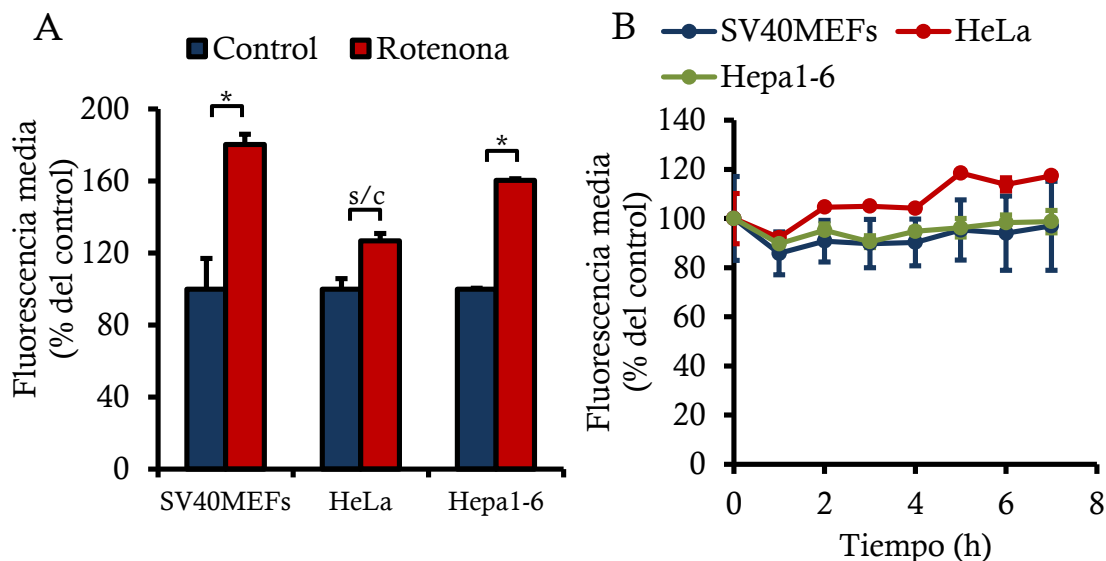 A
Control Rotenona
Fluorescencia media
(% del control)
200
160
120
80
40
0
*
s/c
*
SV40MEFs HeLa Hepa1-6
B
SV40MEFs HeLa
Hepa1-6
Fluorescencia media
(% del control)
140
120
100
80
60
40
20
0
0 2 4 6 8
Tiempo (h)